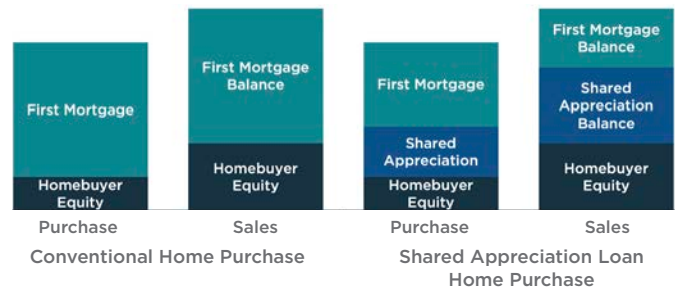 First Mortgage
Homebuyer
Equity
First Mortgage
Balance
Homebuyer
Equity
First Mortgage
Shared
Appreciation
Homebuyer
Equity
First Mortgage
Balance
Shared
Appreciation
Balance
Homebuyer
Equity
Purchase
Sales
Purchase
Sales
Conventional Home Purchase
Shared Appreciation Loan
Home Purchase